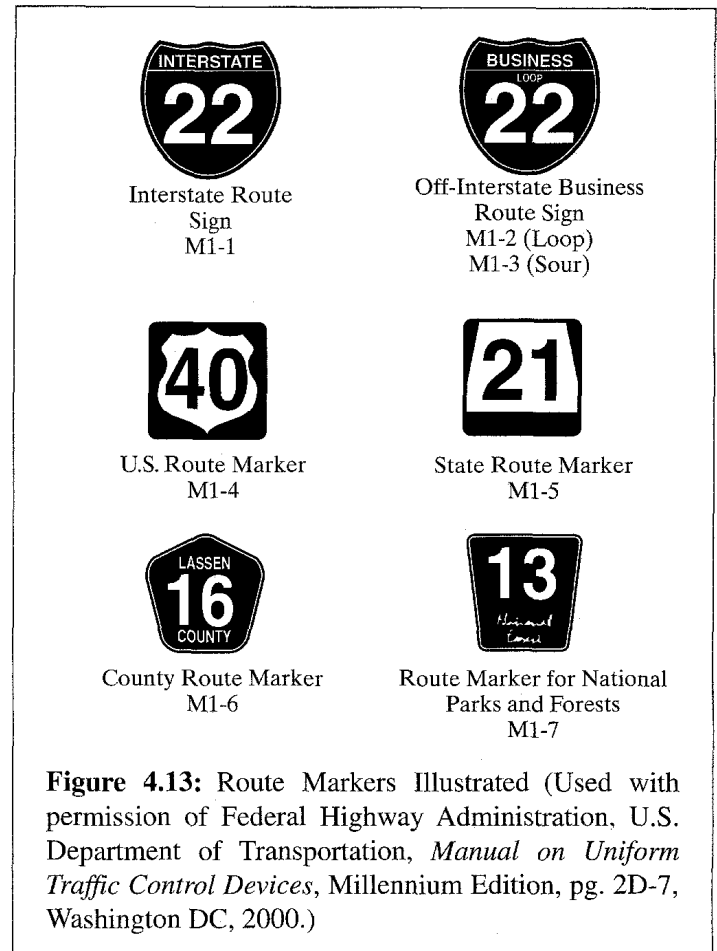 INTERSTATE
22
Interstate Route
Sign
M1-1
BUSINESS
LOOP
22
Off-Interstate Business
Route Sign
M1-2 (Loop)
M1-3 (Sour)
40
U.S. Route Marker
M1-4
21
State Route Marker
M1-5
LASSEN
16
COUNTY
County Route Marker
M1-6
13
National
Route Marker for National
Parks and Forests
M1-7
Figure 4.13: Route Markers Illustrated (Used with
permission of Federal Highway Administration, U.S.
Department of Transportation, Manual on Uniform
Traffic Control Devices, Millennium Edition, pg. 2D-7,
Washington DC, 2000.)